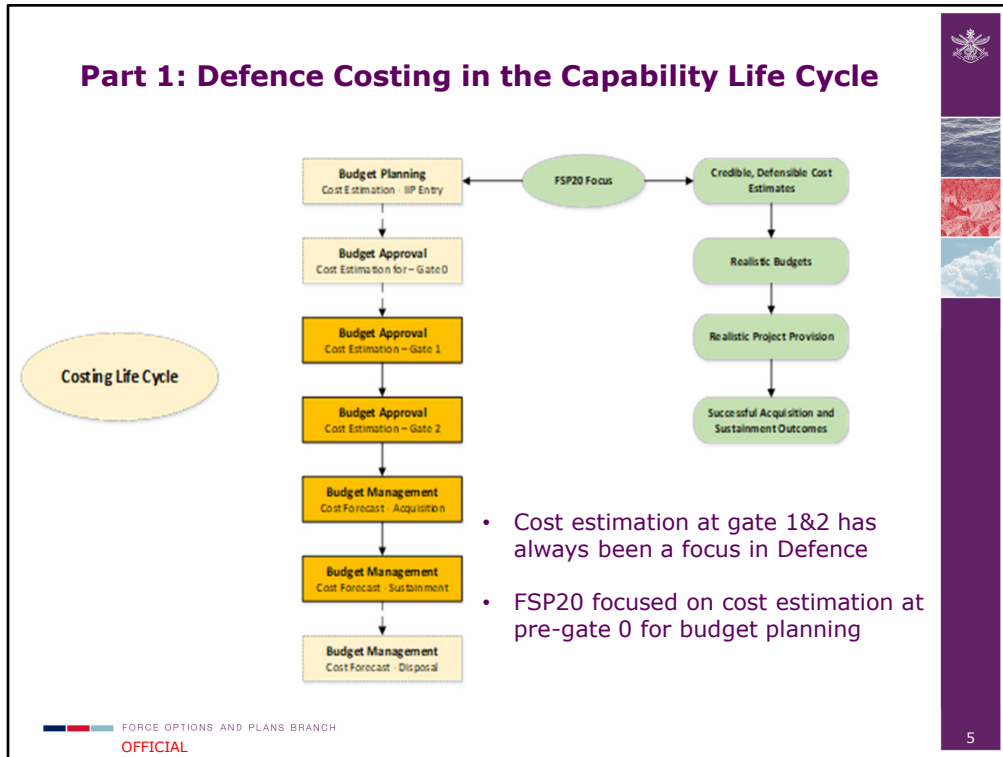 Part 1: Defence Costing in the Capability Life Cycle
Budget Planning
Cost Estimation - IIP Entry
FSP20 Focus
Credible, Defensible Cost
Estimates
Budget Approval
Cost Estimation for – Gate 0
Realistic Budgets
Budget Approval
Cost Estimation – Gate 1
Realistic Project Provision
Costing Life Cycle
Budget Approval
Cost Estimation – Gate 2
Successful Acquisition and
Sustainment Outcomes
Budget Management
Cost Forecast - Acquisition
Budget Management
Cost Forecast - Sustainment
Budget Management
Cost Forecast - Disposal
• Cost estimation at gate 1&2 has
always been a focus in Defence
• FSP20 focused on cost estimation at
pre-gate 0 for budget planning
FORCE OPTIONS AND PLANS BRANCH
OFFICIAL
5